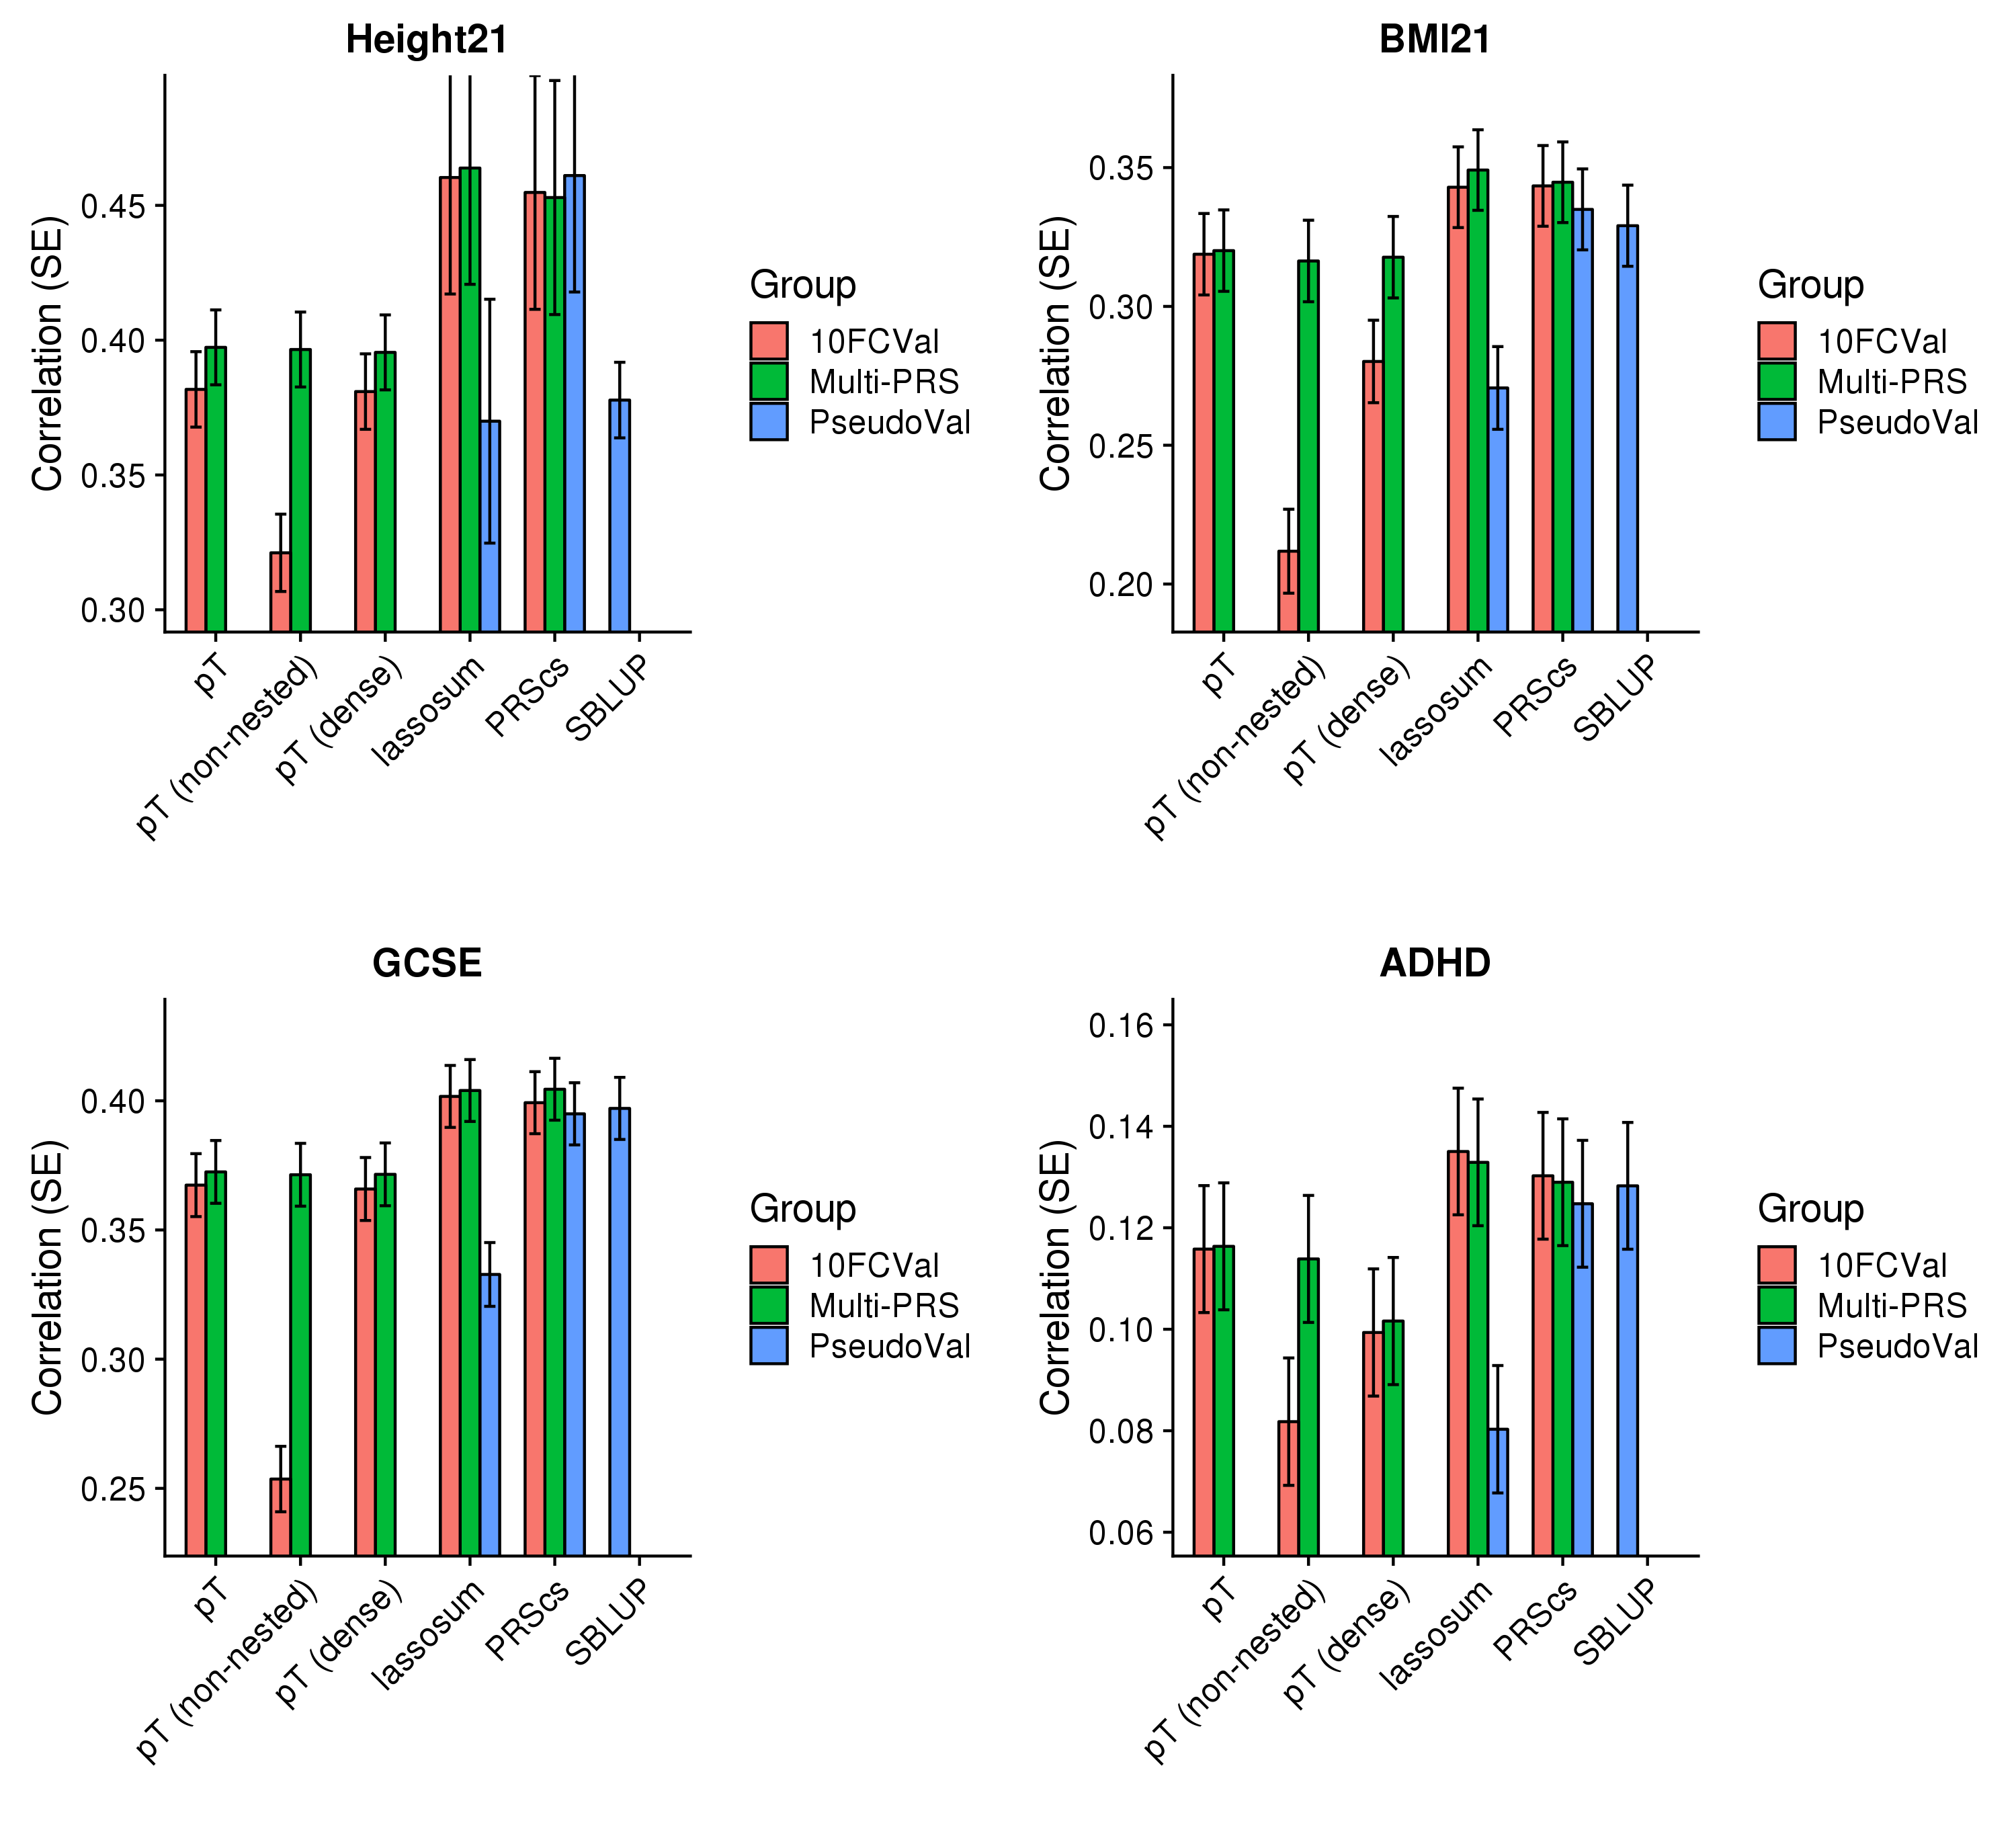 Height21
Correlation (SE)
0.45
0.40
0.35
0.30
pT
pT (non-nested)
pT (dense)
lassosum
PRScs
SBLUP
Group
10FCVal
Multi-PRS
PseudoVal
BMI21
Correlation (SE)
0.35
0.30
0.25
0.20
pT
pT (non-nested)
pT (dense)
lassosum
PRScs
SBLUP
Group
10FCVal
Multi-PRS
PseudoVal
GCSE
Correlation (SE)
0.40
0.35
0.30
0.25
pT
pT (non-nested)
pT (dense)
lassosum
PRScs
SBLUP
Group
10FCVal
Multi-PRS
PseudoVal
ADHD
Correlation (SE)
0.16
0.14
0.12
0.10
0.08
0.06
pT
pT (non-nested)
pT (dense)
lassosum
PRScs
SBLUP
Group
10FCVal
Multi-PRS
PseudoVal